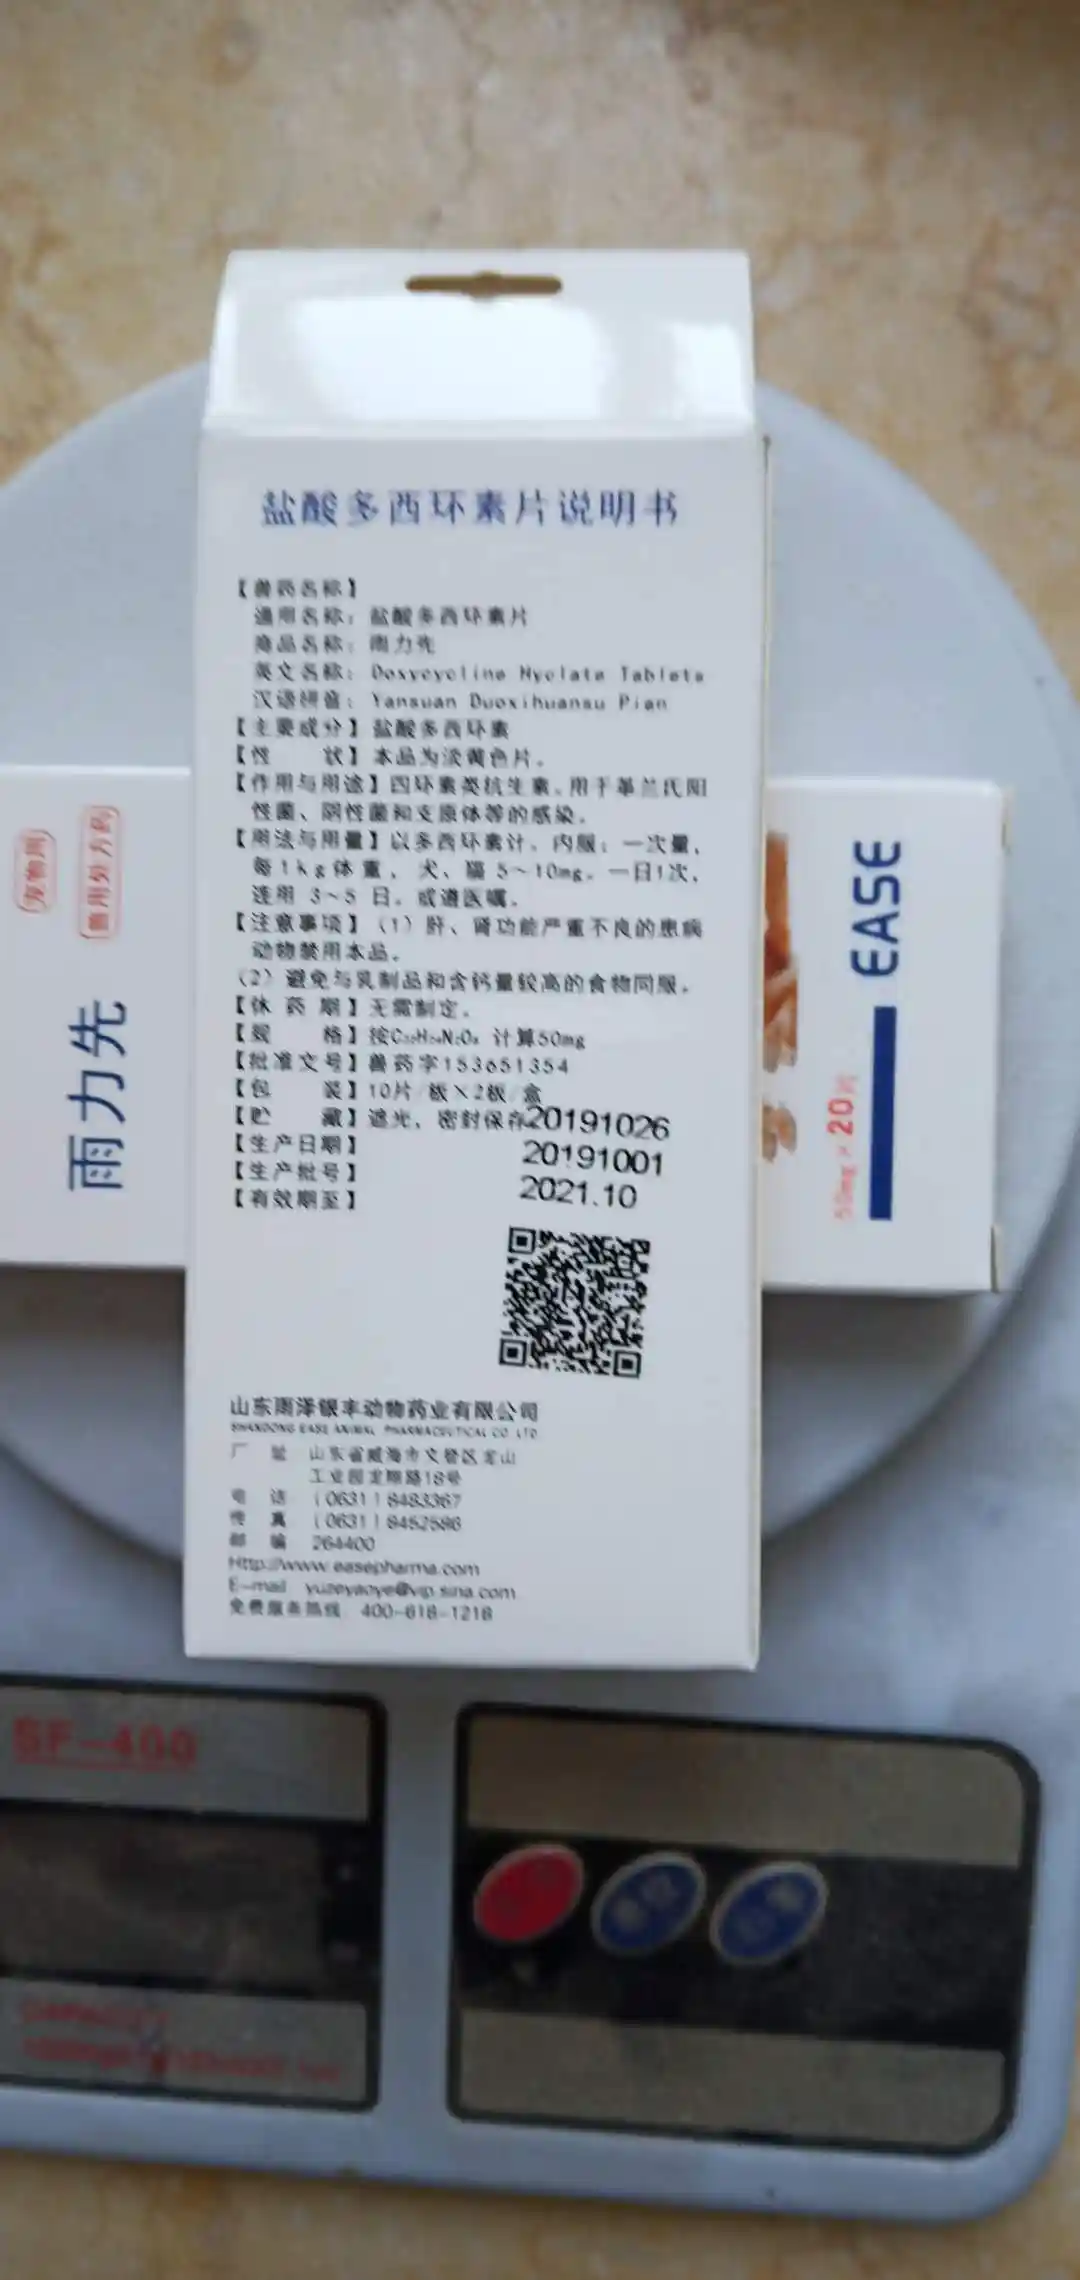 盐酸多西环素片说明书
【兽药名称】
通用名称：盐酸多西环素片
商品名称：雨力先
英文名称：Doxycycline Hyclate Tablets
汉语拼音：Yansuan Duoxihuansu Pian
【主要成分】盐酸多西环素
【性 状】本品为淡黄色片。
【作用与用途】四环素类抗生素。用于革兰氏阳
性菌、阴性菌和支原体等的感染。
【用法与用量】以多西环素计。内服：一次量，
每1kg体重，犬、猫5～10mg。一日1次，
连用 3～5 日。或遵医嘱。
【注意事项】（1）肝、肾功能严重不良的患病
动物禁用本品。
（2）避免与乳制品和含钙量较高的食物同服。
【休 药 期】无需制定。
【规 格】按C₂₂H₂₄N₂O₈ 计算50mg
【批准文号】兽药字153651354
【包 装】10片/板×2板/盒
【贮 藏】遮光，密封保存
【生产日期】20191026
【生产批号】20191001
【有效期至】2021.10
山东雨泽银丰动物药业有限公司
SHANDONG EASE ANIMAL PHARMACEUTICAL CO.LTD
厂 址 山东省威海市文登区龙山
工业园龙翔路18号
电 话 (0631)8483367
传 真 (0631)8452586
邮 编 264400
Http://www.easepharma.com
E-mail yuzeyaoye@vip.sina.com
免费服务热线 400-618-1218
宠物用
兽用处方药
雨力先
EASE
50mg×20片
SF-400
CAPACITY